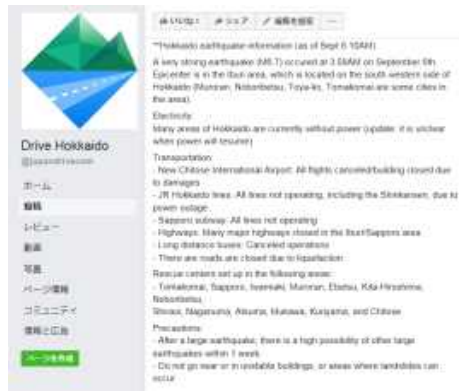 いいね！ シェア 編集を提案 ...
**Hokkaido earthquake information (as of Sept 6 10AM)
A very strong earthquake (M6.7) occured at 3:08AM on September 6th.
Epicenter is in the Iburi area, which is located on the south western side of
Hokkaido (Muroran, Noboribetsu, Toya-ko, Tomakomai are some cities in
the area).
Electricity:
Many areas of Hokkaido are currently without power (update: it is unclear
when power will resume)
Transportation:
- New Chitose International Airport: All flights canceled/building closed due
to damages
- JR Hokkaido lines: All lines not operating, including the Shinkansen, due to
power outage
- Sapporo subway: All lines not operating
- Highways: Many major highways closed in the Iburi/Sapporo area
- Long distance buses: Canceled operations
- There are roads are closed due to liquefaction
Rescue centers set up in the following areas:
- Tomakomai, Sapporo, Iwamizawa, Muroran, Ebetsu, Kita-Hiroshima,
Noboribetsu,
Shiraoi, Naganuma, Atsuma, Mukawa, Kuriyama, and Chitose
Precautions:
- After a large earthquake, there is a high possibility of other large
earthquakes within 1 week
- Do not go near or in unstable buildings, or areas where landslides can
occur
Drive Hokkaido
ホーム
投稿
レビュー
動画
写真
ページ情報
コミュニティ
情報と広告
ページを作成